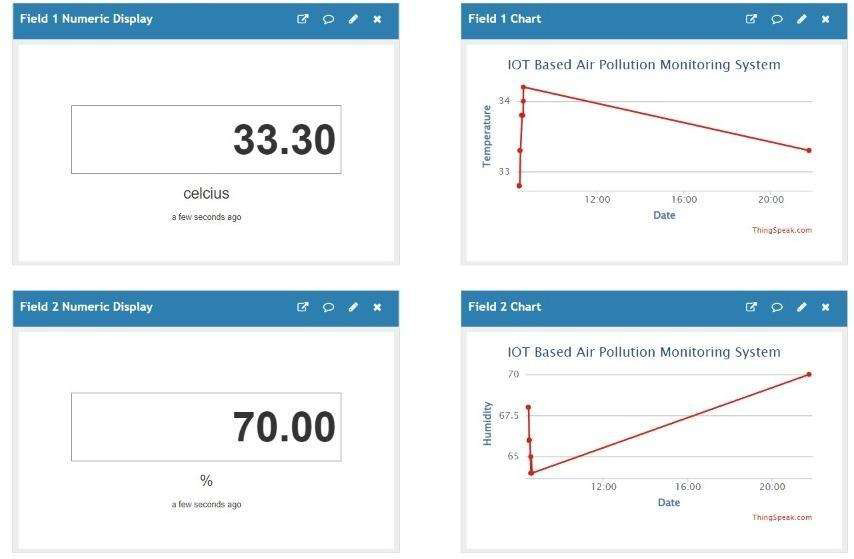 Field 1 Numeric Display
33.30
celcius
a few seconds ago
Field 1 Chart
IOT Based Air Pollution Monitoring System
Temperature
34
33
12:00 16:00 20:00
Date
ThingSpeak.com
Field 2 Numeric Display
70.00
%
a few seconds ago
Field 2 Chart
IOT Based Air Pollution Monitoring System
Humidity
70
67.5
65
12:00 16:00 20:00
Date
ThingSpeak.com